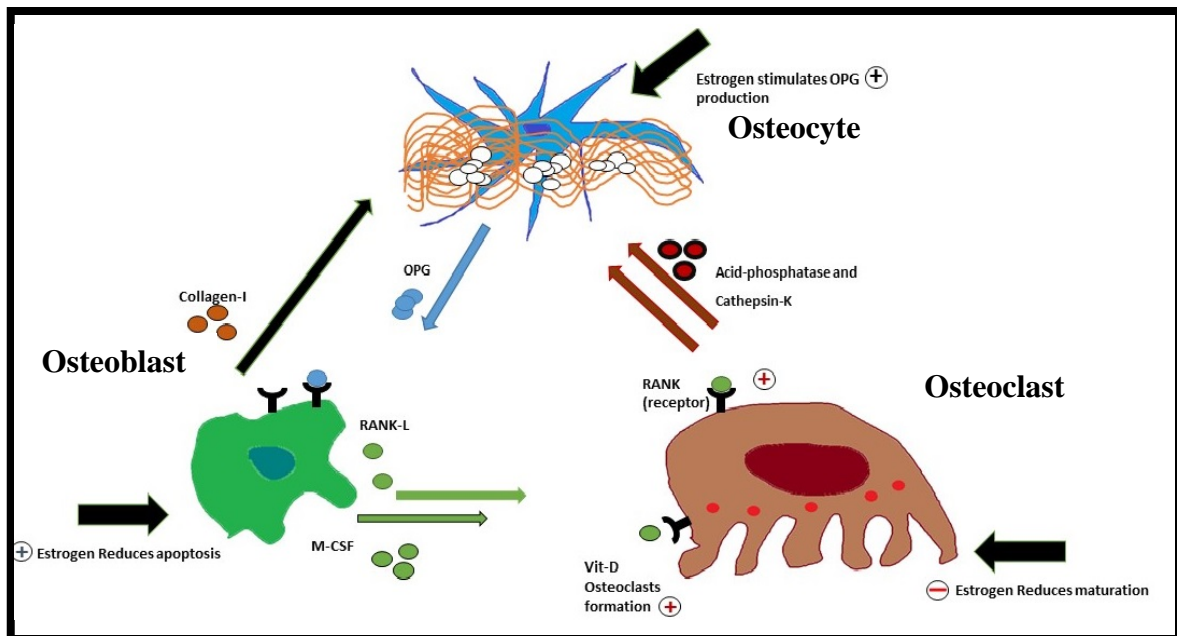 Estrogen stimulates OPG +
production
Osteocyte
OPG
Acid-phosphatase and
Cathepsin-K
Collagen-I
Osteoblast
RANK
(receptor)
+
Osteoclast
RANK-L
M-CSF
+ Estrogen Reduces apoptosis
Vit-D
Osteoclasts
formation +
− Estrogen Reduces maturation